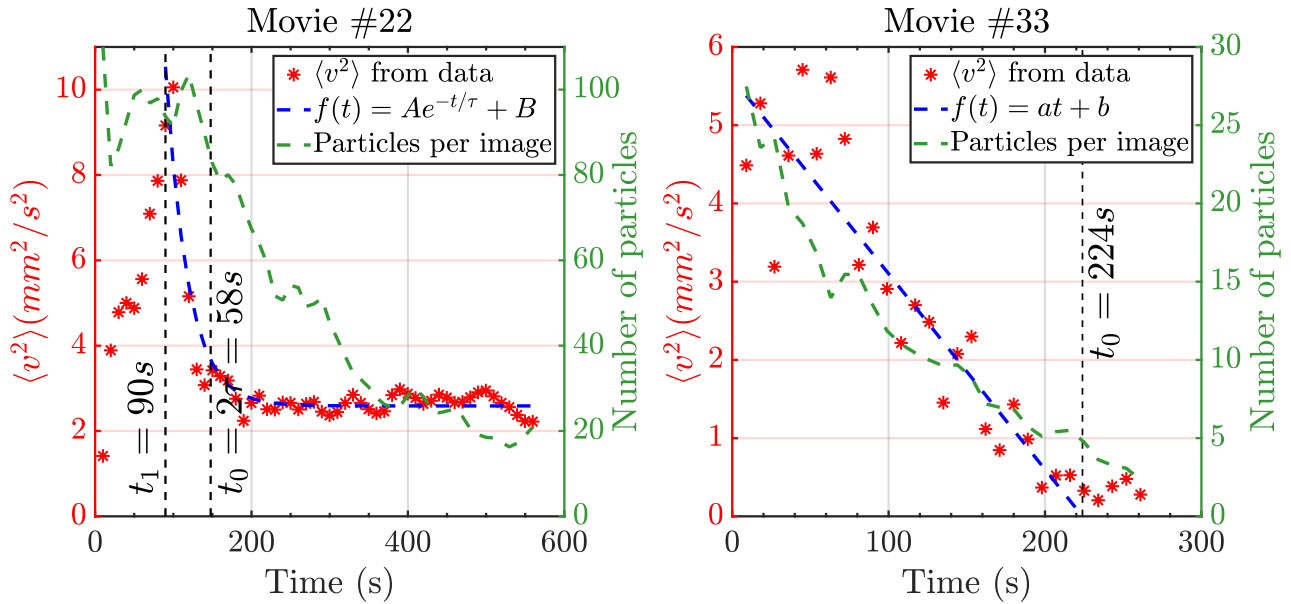 Movie #22
⟨v²⟩ from data
f(t) = Ae^{-t/τ} + B
Particles per image
t₁ = 90s
t₀ = 2τ = 58s
⟨v²⟩(mm²/s²)
0
2
4
6
8
10
Number of particles
0
20
40
60
80
100
0
200
400
600
Time (s)
Movie #33
⟨v²⟩ from data
f(t) = at + b
Particles per image
t₀ = 224s
⟨v²⟩(mm²/s²)
0
1
2
3
4
5
6
Number of particles
0
5
10
15
20
25
30
0
100
200
300
Time (s)